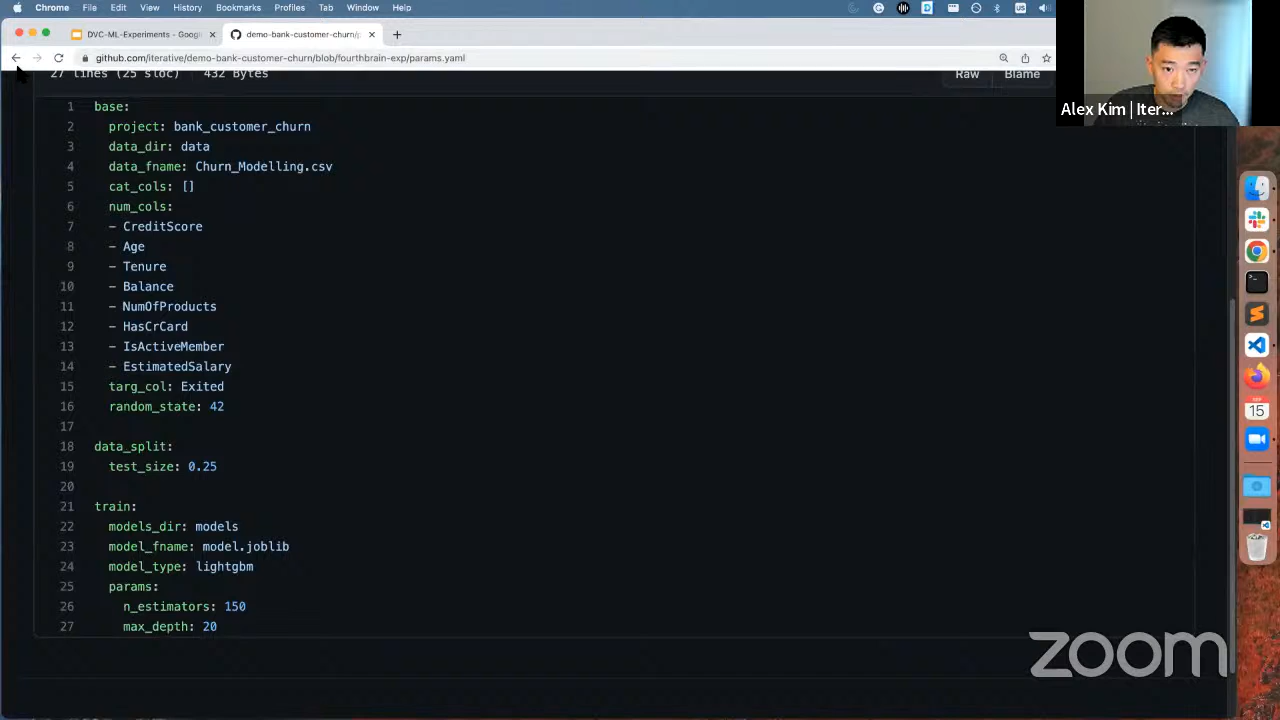 Chrome File Edit View History Bookmarks Profiles Tab Window Help
DVC-ML-Experiments - Google
demo-bank-customer-churn/p
github.com/iterative/demo-bank-customer-churn/blob/fourthbrain-exp/params.yaml
27 lines (25 sloc) 432 Bytes
Raw Blame
Alex Kim | Iter...
1 base:
2 project: bank_customer_churn
3 data_dir: data
4 data_fname: Churn_Modelling.csv
5 cat_cols: []
6 num_cols:
7 - CreditScore
8 - Age
9 - Tenure
10 - Balance
11 - NumOfProducts
12 - HasCrCard
13 - IsActiveMember
14 - EstimatedSalary
15 targ_col: Exited
16 random_state: 42
17
18 data_split:
19 test_size: 0.25
20
21 train:
22 models_dir: models
23 model_fname: model.joblib
24 model_type: lightgbm
25 params:
26 n_estimators: 150
27 max_depth: 20
15
zoom